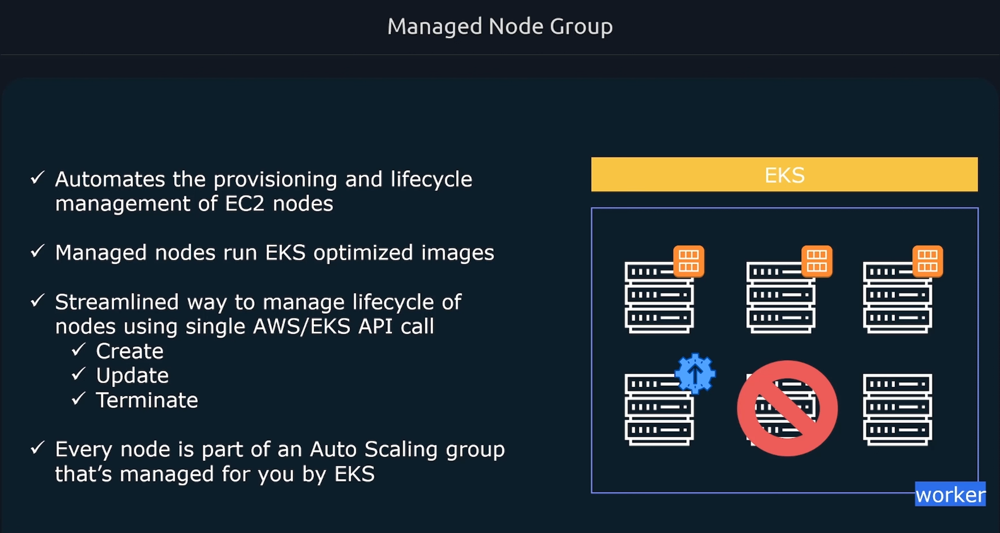 Managed Node Group
✓ Automates the provisioning and lifecycle
management of EC2 nodes
✓ Managed nodes run EKS optimized images
✓ Streamlined way to manage lifecycle of
nodes using single AWS/EKS API call
✓ Create
✓ Update
✓ Terminate
✓ Every node is part of an Auto Scaling group
that’s managed for you by EKS
EKS
worker